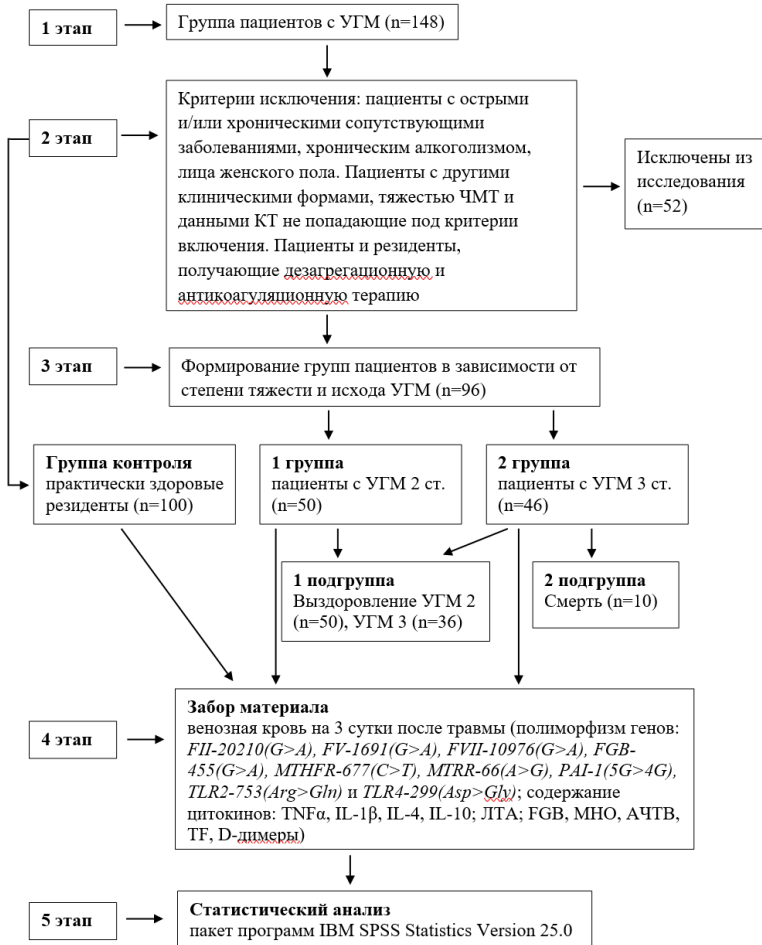 1 этап
Группа пациентов с УГМ (n=148)
2 этап
Критерии исключения: пациенты с острыми
и/или хроническими сопутствующими
заболеваниями, хроническим алкоголизмом,
лица женского пола. Пациенты с другими
клиническими формами, тяжестью ЧМТ и
данными КТ не попадающие под критерии
включения. Пациенты и резиденты,
получающие дезагрегационную и
антикоагуляционную терапию
Исключены из
исследования
(n=52)
3 этап
Формирование групп пациентов в зависимости от
степени тяжести и исхода УГМ (n=96)
Группа контроля
практически здоровые
резиденты (n=100)
1 группа
пациенты с УГМ 2 ст.
(n=50)
2 группа
пациенты с УГМ 3 ст.
(n=46)
1 подгруппа
Выздоровление УГМ 2
(n=50), УГМ 3 (n=36)
2 подгруппа
Смерть (n=10)
4 этап
Забор материала
венозная кровь на 3 сутки после травмы (полиморфизм генов:
FII-20210(G>A), FV-1691(G>A), FVII-10976(G>A), FGB-
455(G>A), MTHFR-677(C>T), MTRR-66(A>G), PAI-1(5G>4G),
TLR2-753(Arg>Gln) и TLR4-299(Asp>Gly); содержание
цитокинов: TNFα, IL-1β, IL-4, IL-10; ЛТА; FGB, МНО, АЧТВ,
TF, D-димеры)
5 этап
Статистический анализ
пакет программ IBM SPSS Statistics Version 25.0